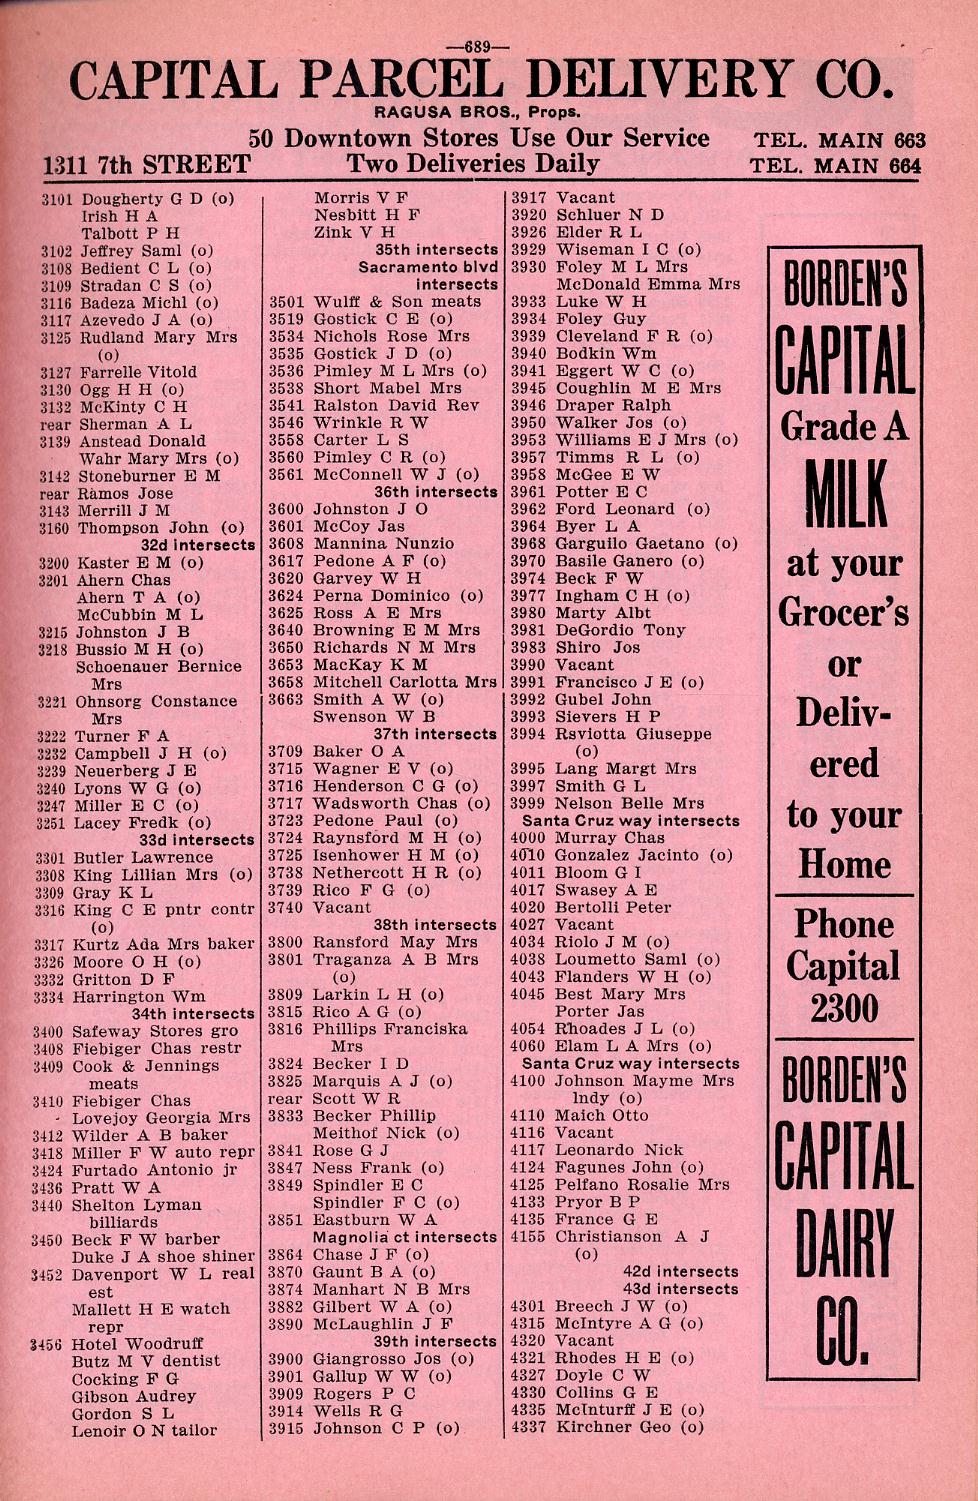 —689—
CAPITAL PARCEL DELIVERY CO.
RAGUSA BROS., Props.
50 Downtown Stores Use Our Service
TEL. MAIN 663
1311 7th STREET
Two Deliveries Daily
TEL. MAIN 664
3101 Dougherty G D (o)
Irish H A
Talbott P H
3102 Jeffrey Saml (o)
3108 Bedient C L (o)
3109 Stradan C S (o)
3116 Badeza Michl (o)
3117 Azevedo J A (o)
3125 Rudland Mary Mrs
(o)
3127 Farrelle Vitold
3130 Ogg H H (o)
3132 McKinty C H
rear Sherman A L
3139 Anstead Donald
Wahr Mary Mrs (o)
3142 Stoneburner E M
rear Ramos Jose
3143 Merrill J M
3160 Thompson John (o)
32d intersects
3200 Kaster E M (o)
3201 Ahern Chas
Ahern T A (o)
McCubbin M L
3215 Johnston J B
3218 Bussio M H (o)
Schoenauer Bernice
Mrs
3221 Ohnsorg Constance
Mrs
3222 Turner F A
3232 Campbell J H (o)
3239 Neuerberg J E
3240 Lyons W G (o)
3247 Miller E C (o)
3251 Lacey Fredk (o)
33d intersects
3301 Butler Lawrence
3308 King Lillian Mrs (o)
3309 Gray K L
3316 King C E pntr contr
(o)
3317 Kurtz Ada Mrs baker
3326 Moore O H (o)
3332 Gritton D F
3334 Harrington Wm
34th intersects
3400 Safeway Stores gro
3408 Fiebiger Chas restr
3409 Cook & Jennings
meats
3410 Fiebiger Chas
Lovejoy Georgia Mrs
3412 Wilder A B baker
3418 Miller F W auto repr
3424 Furtado Antonio jr
3436 Pratt W A
3440 Shelton Lyman
billiards
3450 Beck F W barber
Duke J A shoe shiner
3452 Davenport W L real
est
Mallett H E watch
repr
3456 Hotel Woodruff
Butz M V dentist
Cocking F G
Gibson Audrey
Gordon S L
Lenoir O N tailor
Morris V F
Nesbitt H F
Zink V H
35th intersects
Sacramento blvd
intersects
3501 Wulff & Son meats
3519 Gostick C E (o)
3534 Nichols Rose Mrs
3535 Gostick J D (o)
3536 Pimley M L Mrs (o)
3538 Short Mabel Mrs
3541 Ralston David Rev
3546 Wrinkle R W
3558 Carter L S
3560 Pimley C R (o)
3561 McConnell W J (o)
36th intersects
3600 Johnston J O
3601 McCoy Jas
3608 Mannina Nunzio
3617 Pedone A F (o)
3620 Garvey W H
3624 Perna Dominico (o)
3625 Ross A E Mrs
3640 Browning E M Mrs
3650 Richards N M Mrs
3653 MacKay K M
3658 Mitchell Carlotta Mrs
3663 Smith A W (o)
Swenson W B
37th intersects
3709 Baker O A
3715 Wagner E V (o)
3716 Henderson C G (o)
3717 Wadsworth Chas (o)
3723 Pedone Paul (o)
3724 Raynsford M H (o)
3725 Isenhower H M (o)
3738 Nethercott H R (o)
3739 Rico F G (o)
3740 Vacant
38th intersects
3800 Ransford May Mrs
3801 Traganza A B Mrs
(o)
3809 Larkin L H (o)
3815 Rico A G (o)
3816 Phillips Franciska
Mrs
3824 Becker I D
3825 Marquis A J (o)
rear Scott W R
3833 Becker Phillip
Meithof Nick (o)
3841 Rose G J
3847 Ness Frank (o)
3849 Spindler E C
Spindler F C (o)
3851 Eastburn W A
Magnolia ct intersects
3864 Chase J F (o)
3870 Gaunt B A (o)
3874 Manhart N B Mrs
3882 Gilbert W A (o)
3890 McLaughlin J F
39th intersects
3900 Giangrosso Jos (o)
3901 Gallup W W (o)
3909 Rogers P C
3914 Wells R G
3915 Johnson C P (o)
3917 Vacant
3920 Schluer N D
3926 Elder R L
3929 Wiseman I C (o)
3930 Foley M L Mrs
McDonald Emma Mrs
3933 Luke W H
3934 Foley Guy
3939 Cleveland F R (o)
3940 Bodkin Wm
3941 Eggert W C (o)
3945 Coughlin M E Mrs
3946 Draper Ralph
3950 Walker Jos (o)
3953 Williams E J Mrs (o)
3957 Timms R L (o)
3958 McGee E W
3961 Potter E C
3962 Ford Leonard (o)
3964 Byer L A
3968 Garguilo Gaetano (o)
3970 Basile Ganero (o)
3974 Beck F W
3977 Ingham C H (o)
3980 Marty Albt
3981 DeGordio Tony
3983 Shiro Jos
3990 Vacant
3991 Francisco J E (o)
3992 Gubel John
3993 Sievers H P
3994 Rsviotta Giuseppe
(o)
3995 Lang Margt Mrs
3997 Smith G L
3999 Nelson Belle Mrs
Santa Cruz way intersects
4000 Murray Chas
4010 Gonzalez Jacinto (o)
4011 Bloom G I
4017 Swasey A E
4020 Bertolli Peter
4027 Vacant
4034 Riolo J M (o)
4038 Loumetto Saml (o)
4043 Flanders W H (o)
4045 Best Mary Mrs
Porter Jas
4054 Rhoades J L (o)
4060 Elam L A Mrs (o)
Santa Cruz way intersects
4100 Johnson Mayme Mrs
lndy (o)
4110 Maich Otto
4116 Vacant
4117 Leonardo Nick
4124 Fagunes John (o)
4125 Pelfano Rosalie Mrs
4133 Pryor B P
4135 France G E
4155 Christianson A J
(o)
42d intersects
43d intersects
4301 Breech J W (o)
4315 McIntyre A G (o)
4320 Vacant
4321 Rhodes H E (o)
4327 Doyle C W
4330 Collins G E
4335 McInturff J E (o)
4337 Kirchner Geo (o)
BORDEN'S
CAPITAL
Grade A
MILK
at your
Grocer's
or
Deliv-
ered
to your
Home
Phone
Capital
2300
BORDEN'S
CAPITAL
DAIRY
CO.